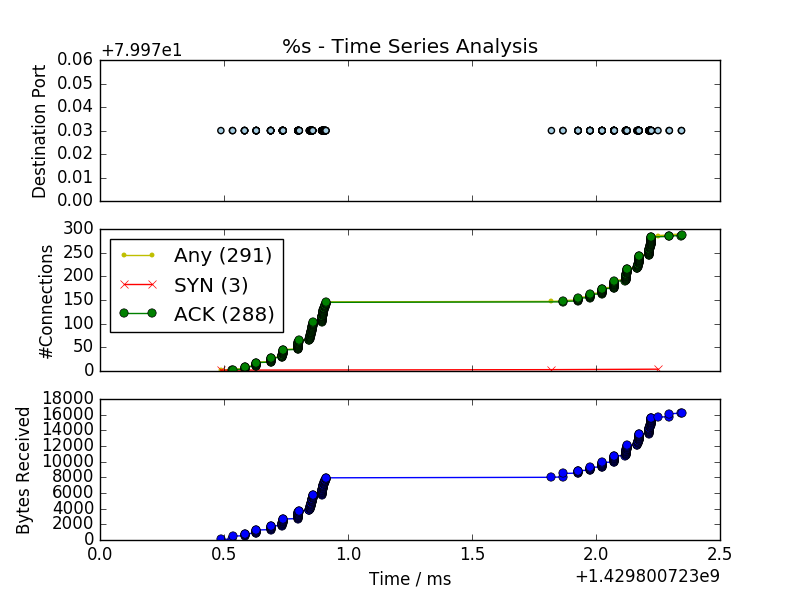 %s - Time Series Analysis
+7.997e1
0.06
0.05
0.04
0.03
0.02
0.01
0.00
Destination Port
300
250
200
150
100
50
0
#Connections
Any (291)
SYN (3)
ACK (288)
18000
16000
14000
12000
10000
8000
6000
4000
2000
0
Bytes Received
0.0 0.5 1.0 1.5 2.0 2.5
Time / ms
+1.429800723e9